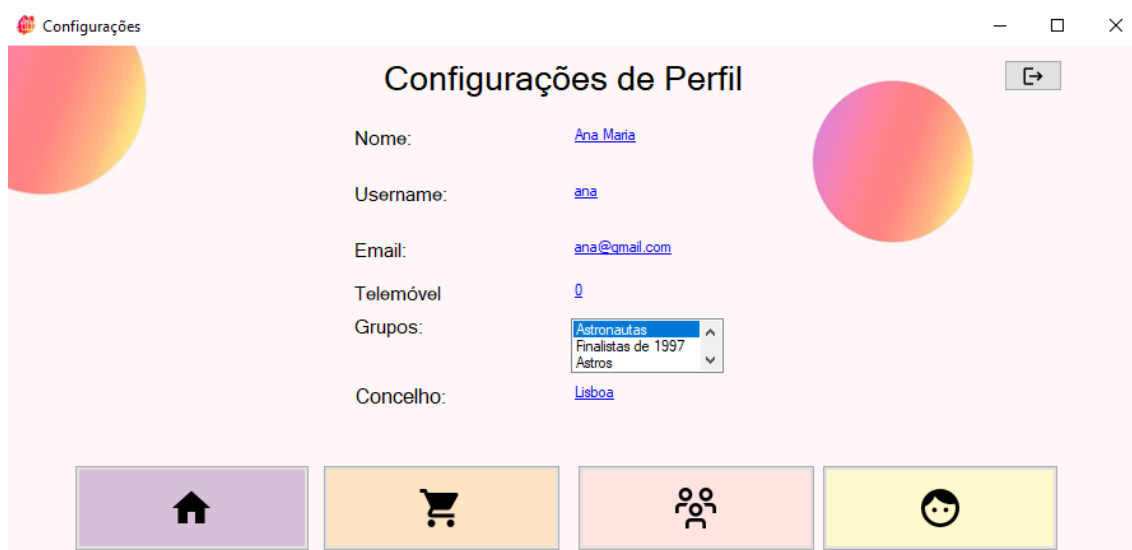 Configurações
Configurações de Perfil
Nome: Ana Maria
Username: ana
Email: ana@gmail.com
Telemóvel 0
Grupos: Astronautas
Finalistas de 1997
Astros
Concelho: Lisboa